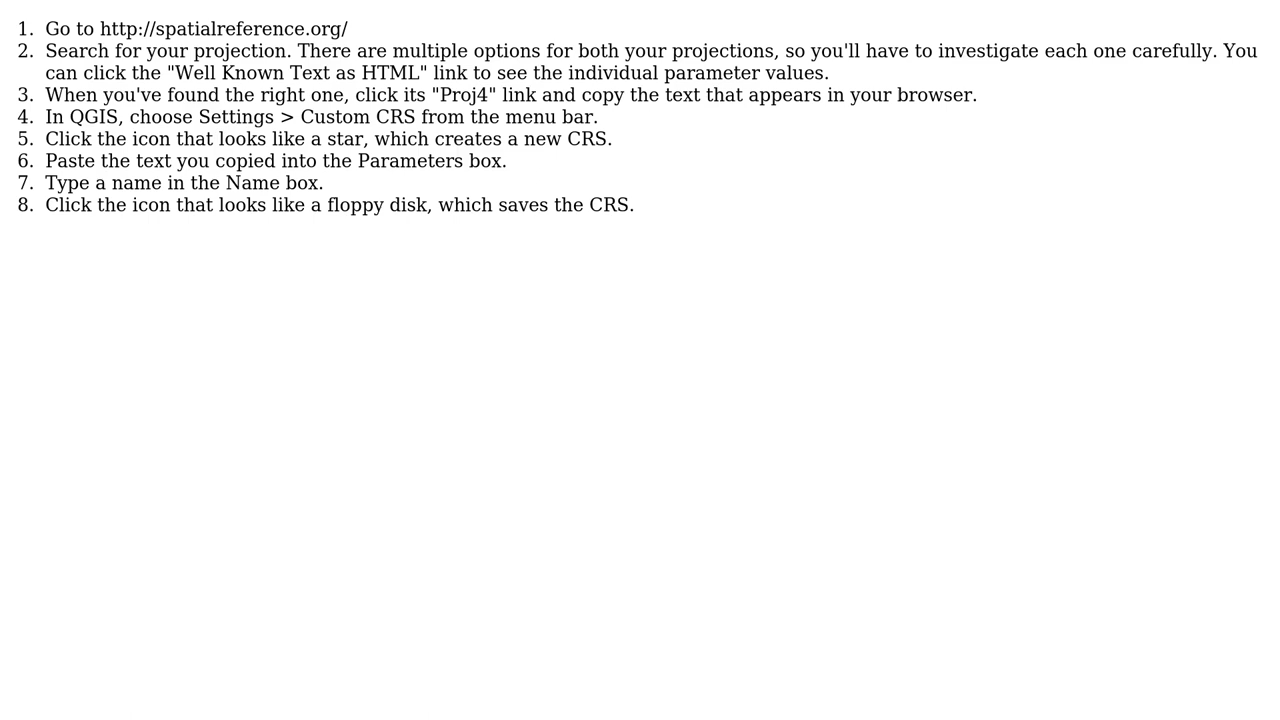 1. Go to http://spatialreference.org/
2. Search for your projection. There are multiple options for both your projections, so you'll have to investigate each one carefully. You
can click the "Well Known Text as HTML" link to see the individual parameter values.
3. When you've found the right one, click its "Proj4" link and copy the text that appears in your browser.
4. In QGIS, choose Settings > Custom CRS from the menu bar.
5. Click the icon that looks like a star, which creates a new CRS.
6. Paste the text you copied into the Parameters box.
7. Type a name in the Name box.
8. Click the icon that looks like a floppy disk, which saves the CRS.